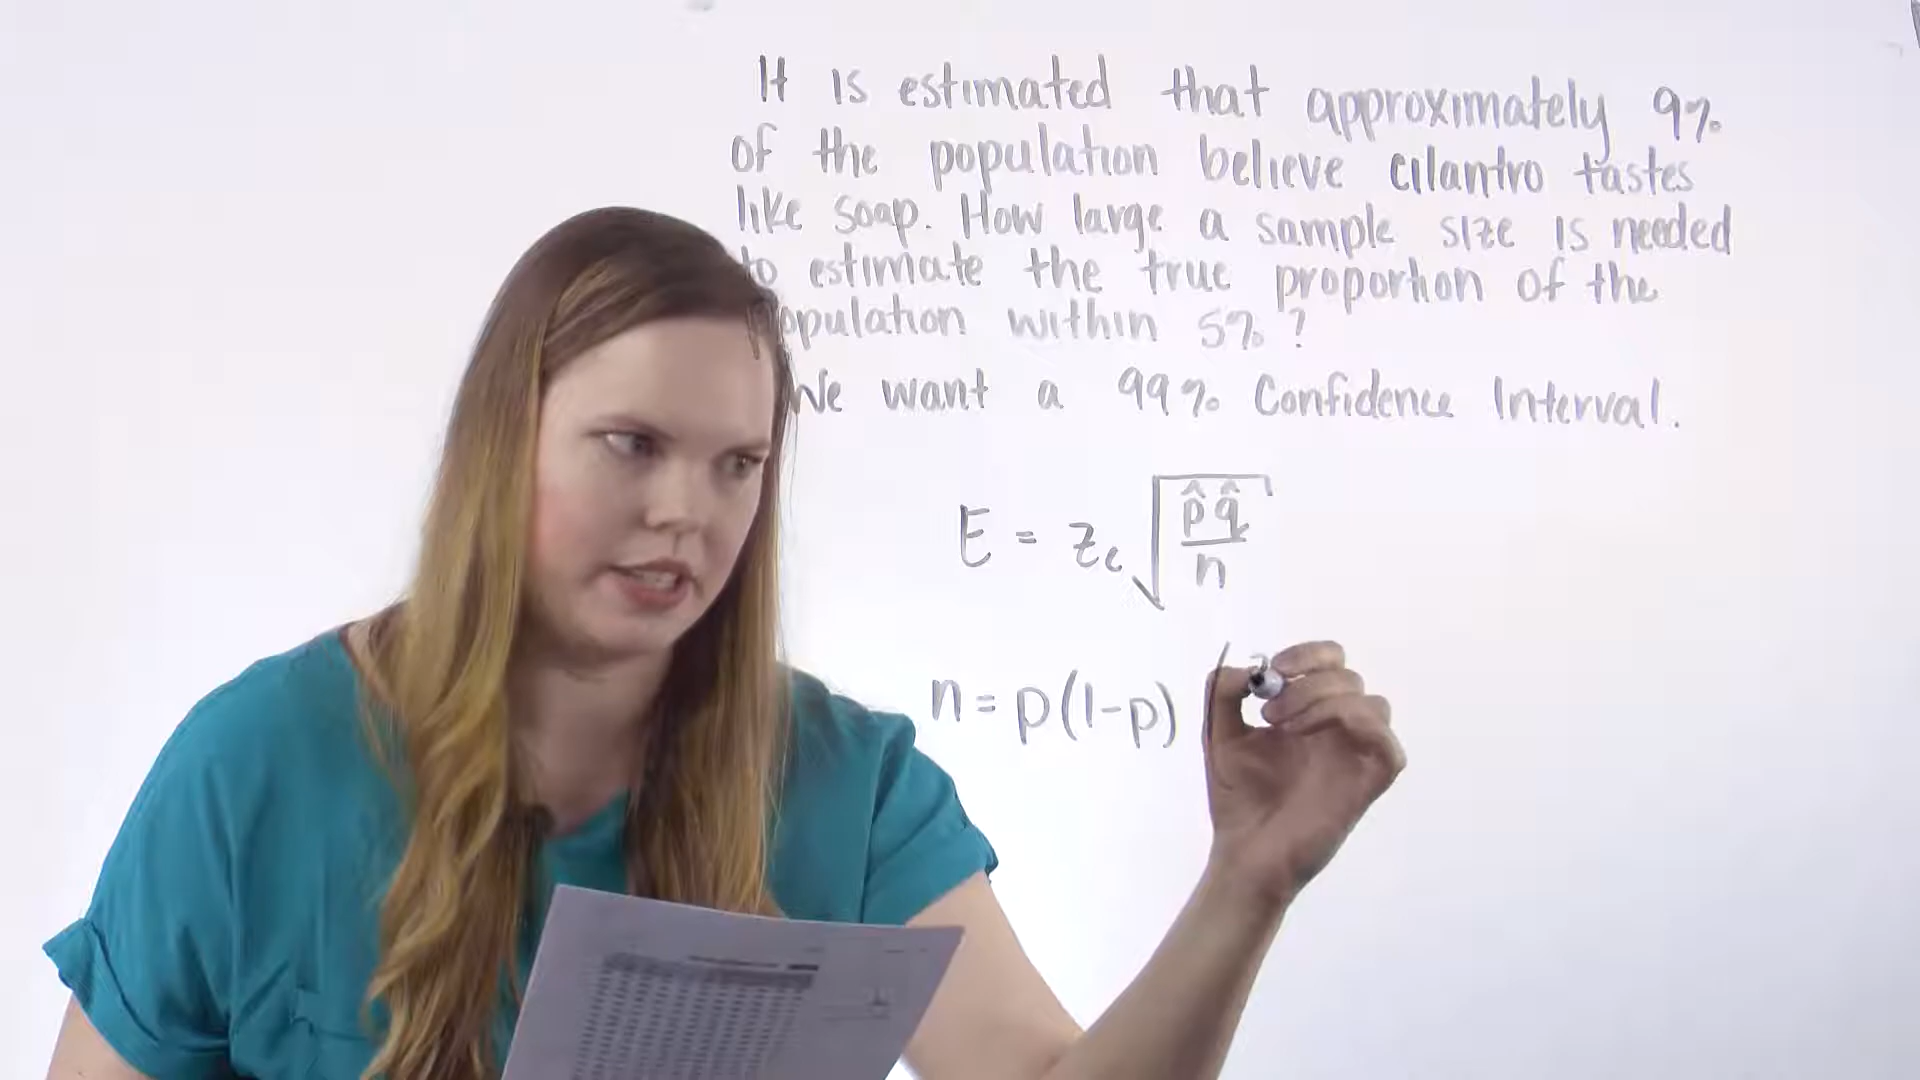 It is estimated that approximately 9%
of the population believe cilantro tastes
like soap. How large a sample size is needed
to estimate the true proportion of the
population within 5%?
We want a 99% Confidence Interval.
E = z_c √(p̂ q̂ / n)
n = p(1-p) (